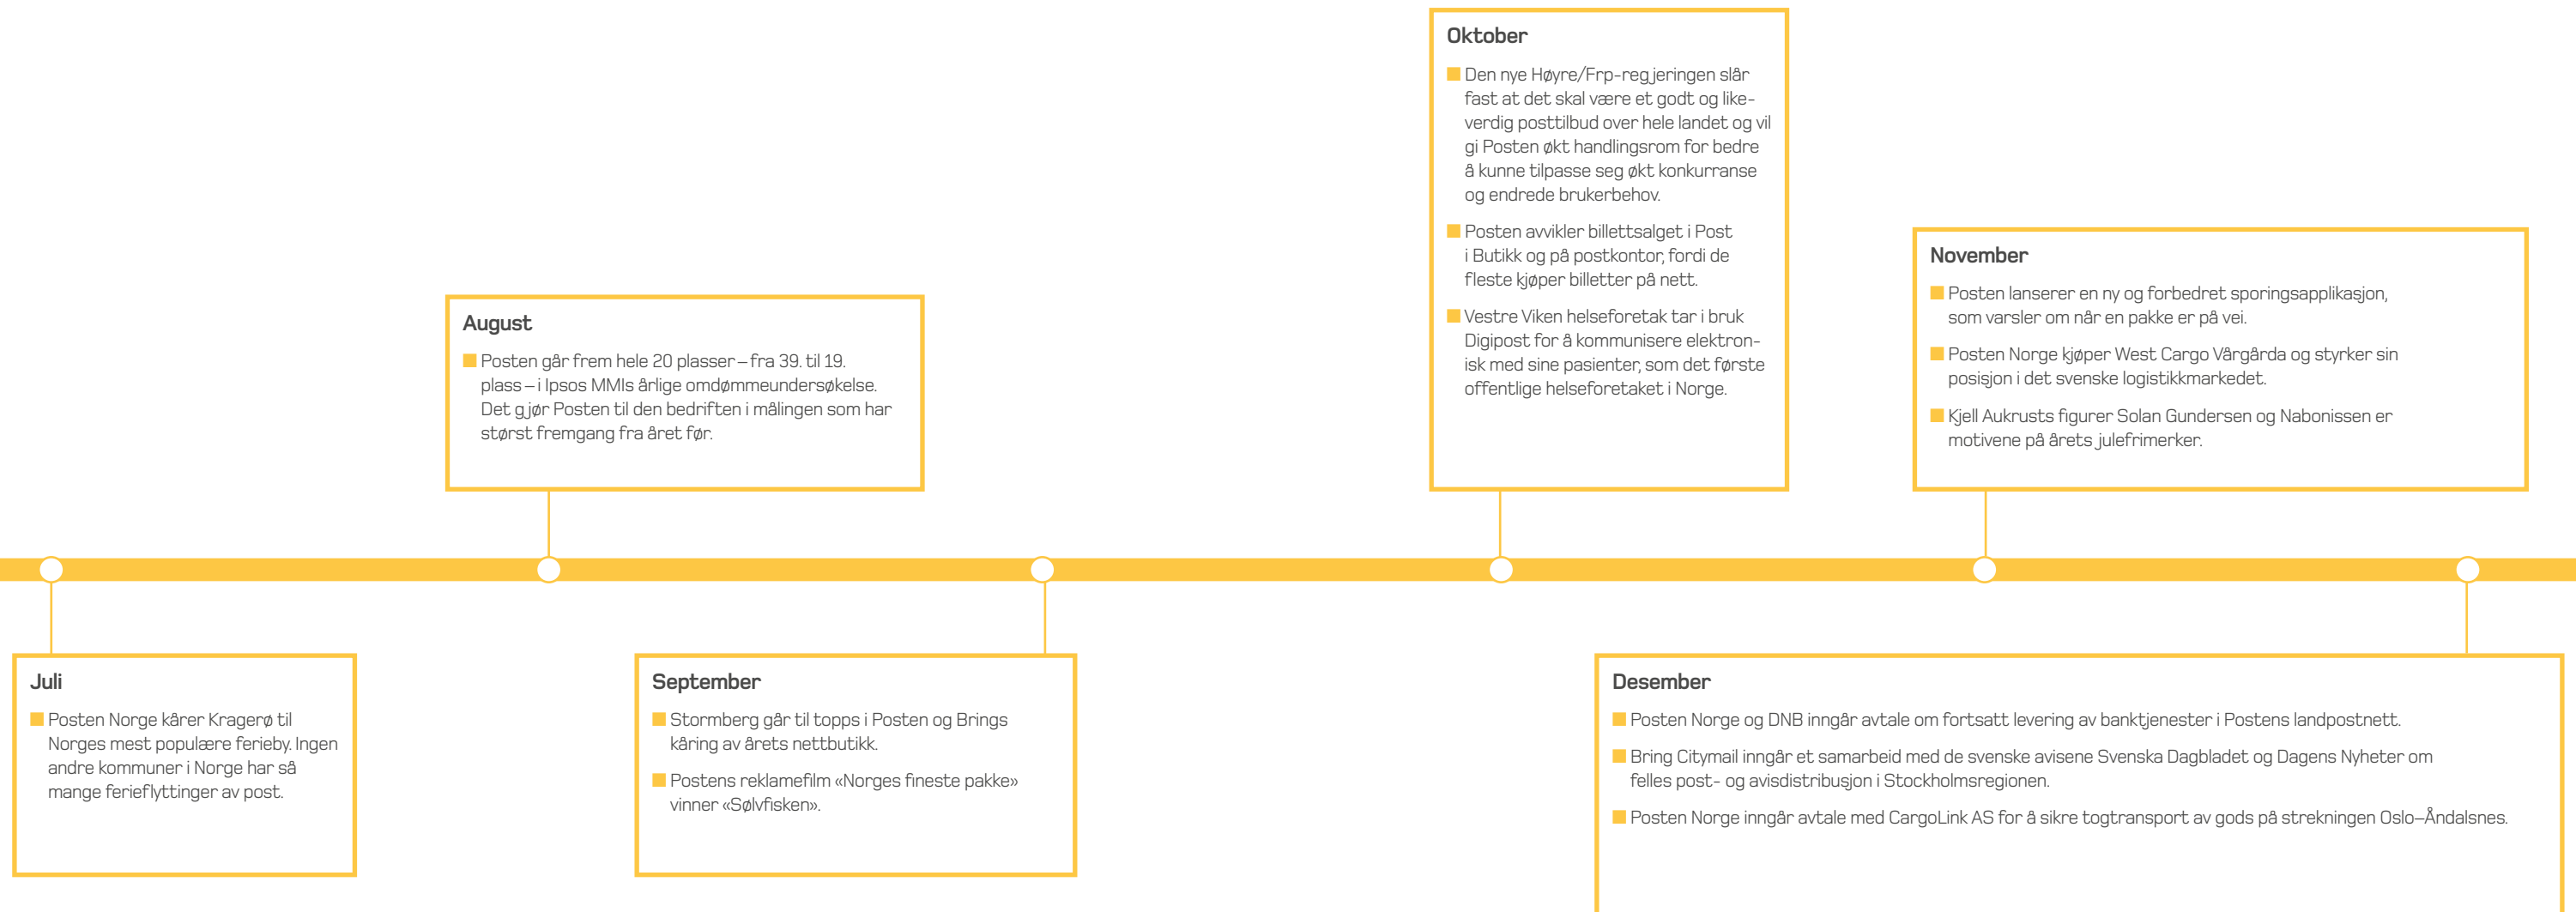 Juli
Posten Norge kårer Kragerø til
Norges mest populære ferieby. Ingen
andre kommuner i Norge har så
mange ferieflyttinger av post.
August
Posten går frem hele 20 plasser – fra 39. til 19.
plass – i Ipsos MMIs årlige omdømmeundersøkelse.
Det gjør Posten til den bedriften i målingen som har
størst fremgang fra året før.
September
Stormberg går til topps i Posten og Brings
kåring av årets nettbutikk.
Postens reklamefilm «Norges fineste pakke»
vinner «Sølvfisken».
Oktober
Den nye Høyre/Frp-regjeringen slår
fast at det skal være et godt og like-
verdig posttilbud over hele landet og vil
gi Posten økt handlingsrom for bedre
å kunne tilpasse seg økt konkurranse
og endrede brukerbehov.
Posten avvikler billettsalget i Post
i Butikk og på postkontor, fordi de
fleste kjøper billetter på nett.
Vestre Viken helseforetak tar i bruk
Digipost for å kommunisere elektron-
isk med sine pasienter, som det første
offentlige helseforetaket i Norge.
November
Posten lanserer en ny og forbedret sporingsapplikasjon,
som varsler om når en pakke er på vei.
Posten Norge kjøper West Cargo Vårgårda og styrker sin
posisjon i det svenske logistikkmarkedet.
Kjell Aukrusts figurer Solan Gundersen og Nabonissen er
motivene på årets julefrimerker.
Desember
Posten Norge og DNB inngår avtale om fortsatt levering av banktjenester i Postens landpostnett.
Bring Citymail inngår et samarbeid med de svenske avisene Svenska Dagbladet og Dagens Nyheter om
felles post- og avisdistribusjon i Stockholmsregionen.
Posten Norge inngår avtale med CargoLink AS for å sikre togtransport av gods på strekningen Oslo–Åndalsnes.